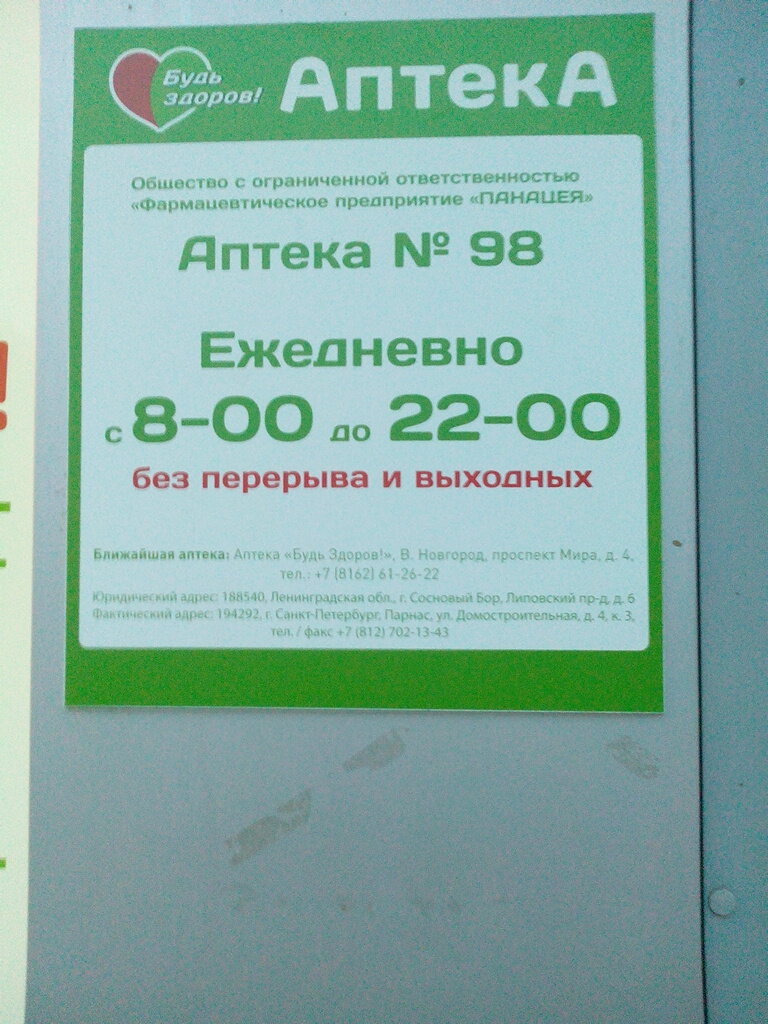 Будь
здоров!
Аптека
Общество с ограниченной ответственностью
«Фармацевтическое предприятие «ПАНАЦЕЯ»
Аптека № 98
Ежедневно
с 8-00 до 22-00
без перерыва и выходных
Ближайшая аптека: Аптека «Будь Здоров!», В. Новгород, проспект Мира, д. 4,
тел.: +7 (8162) 61-26-22
Юридический адрес: 188540, Ленинградская обл., г. Сосновый Бор, Липовский пр-д, д. 6
Фактический адрес: 194292, г. Санкт-Петербург, Парнас, ул. Домостроительная, д. 4, к. 3,
тел. / факс +7 (812) 702-13-43